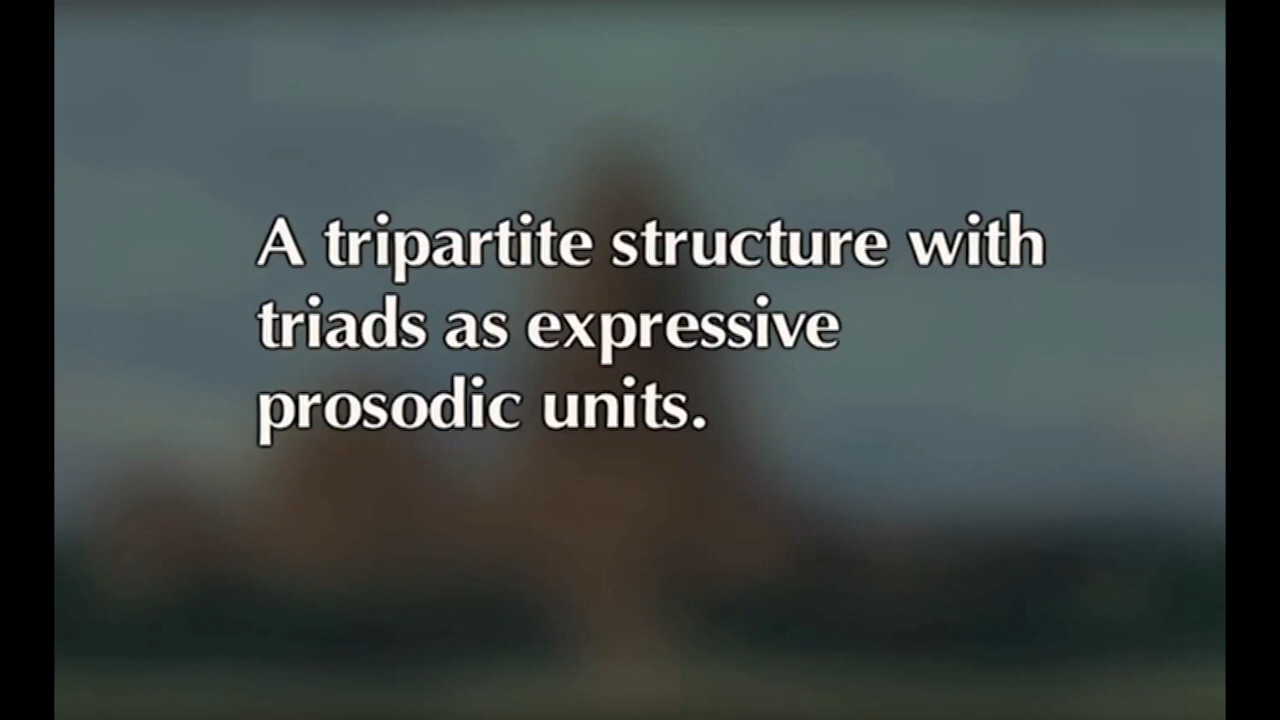 A tripartite structure with
triads as expressive
prosodic units.